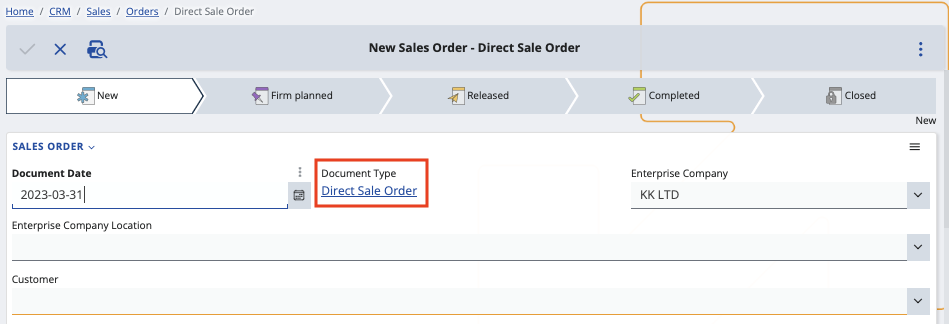 Home / CRM / Sales / Orders / Direct Sale Order
New Sales Order - Direct Sale Order
New Firm planned Released Completed Closed
New
SALES ORDER
Document Date Document Type Enterprise Company
2023-03-31 Direct Sale Order KK LTD
Enterprise Company Location
Customer